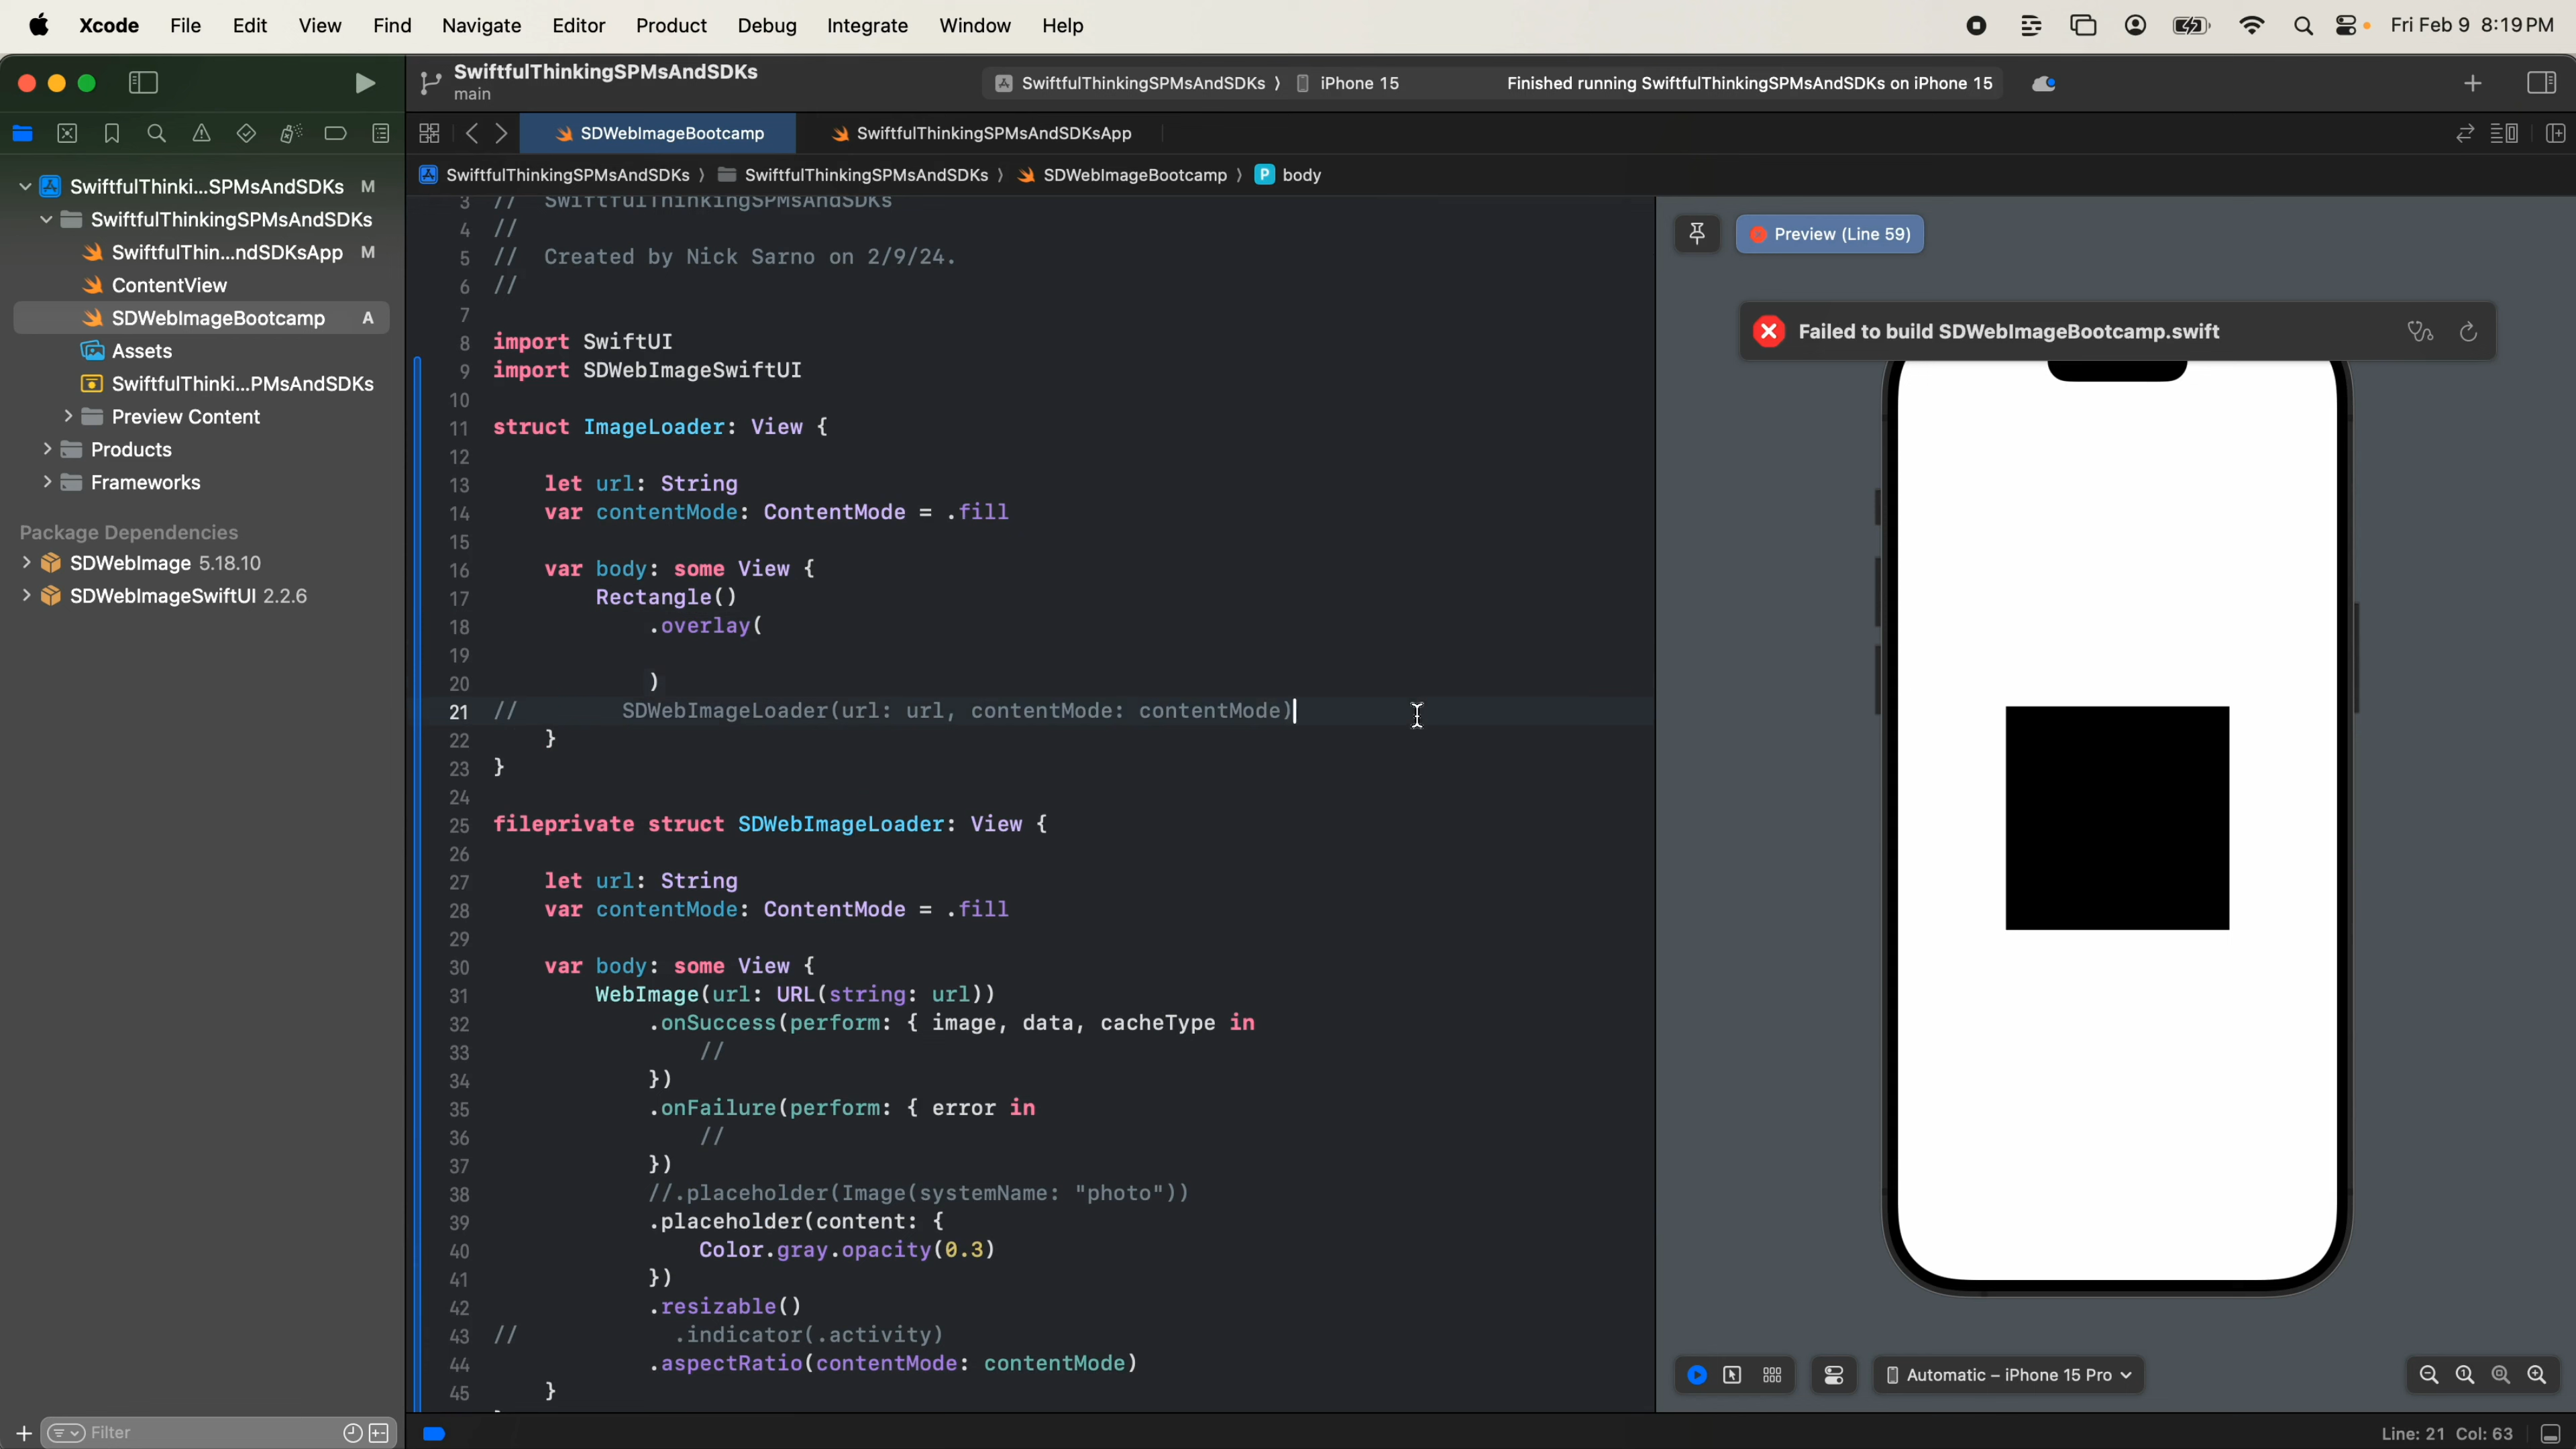 Xcode File Edit View Find Navigate Editor Product Debug Integrate Window Help Fri Feb 9 8:19 PM
SwiftfulThinkingSPMsAndSDKs
main
SwiftfulThinkingSPMsAndSDKs 〉 iPhone 15 Finished running SwiftfulThinkingSPMsAndSDKs on iPhone 15
SDWebImageBootcamp SwiftfulThinkingSPMsAndSDKsApp
SwiftfulThinkingSPMsAndSDKs 〉 SwiftfulThinkingSPMsAndSDKs 〉 SDWebImageBootcamp 〉 P body
SwiftfulThinki...SPMsAndSDKs M
SwiftfulThinkingSPMsAndSDKs
SwiftfulThin...ndSDKsApp M
ContentView
SDWebImageBootcamp A
Assets
SwiftfulThinki...PMsAndSDKs
Preview Content
Products
Frameworks
Package Dependencies
SDWebImage 5.18.10
SDWebImageSwiftUI 2.2.6
Filter
3 // SwiftfulThinkingSPMsAndSDKs
4 //
5 // Created by Nick Sarno on 2/9/24.
6 //
7
8 import SwiftUI
9 import SDWebImageSwiftUI
10
11 struct ImageLoader: View {
12
13 let url: String
14 var contentMode: ContentMode = .fill
15
16 var body: some View {
17 Rectangle()
18 .overlay(
19
20 )
21 // SDWebImageLoader(url: url, contentMode: contentMode)
22 }
23 }
24
25 fileprivate struct SDWebImageLoader: View {
26
27 let url: String
28 var contentMode: ContentMode = .fill
29
30 var body: some View {
31 WebImage(url: URL(string: url))
32 .onSuccess(perform: { image, data, cacheType in
33 //
34 })
35 .onFailure(perform: { error in
36 //
37 })
38 //.placeholder(Image(systemName: "photo"))
39 .placeholder(content: {
40 Color.gray.opacity(0.3)
41 })
42 .resizable()
43 // .indicator(.activity)
44 .aspectRatio(contentMode: contentMode)
45 }
Preview (Line 59)
Failed to build SDWebImageBootcamp.swift
Automatic – iPhone 15 Pro
Line: 21 Col: 63